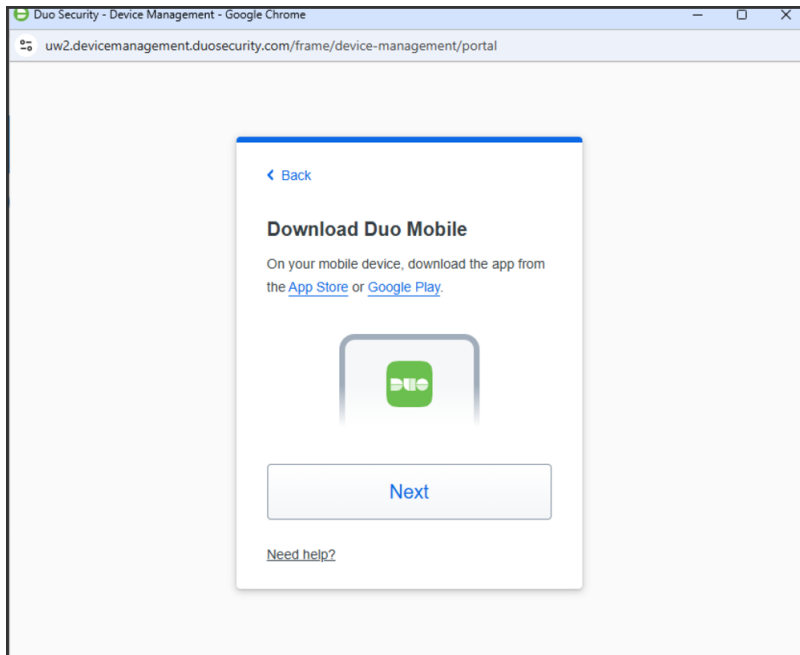 Duo Security - Device Management - Google Chrome
uw2.devicemanagement.duosecurity.com/frame/device-management/portal
Back
Download Duo Mobile
On your mobile device, download the app from
the App Store or Google Play.
DUO
Next
Need help?